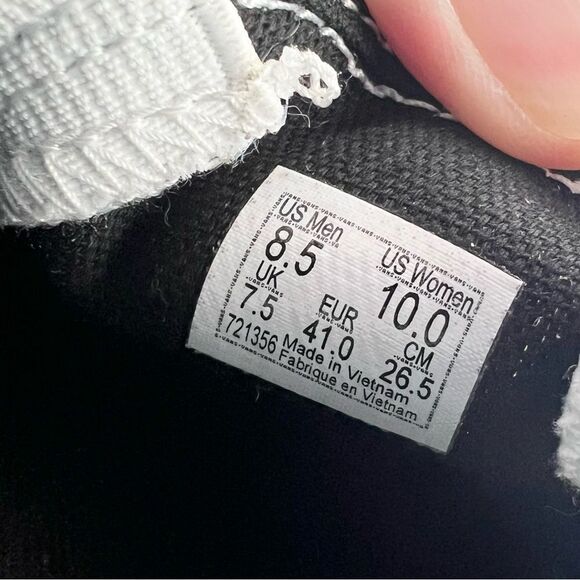 US Men US Women
8.5 10.0
UK EUR CM
7.5 41.0 26.5
721356 Made in Vietnam
Fabrique en Vietnam